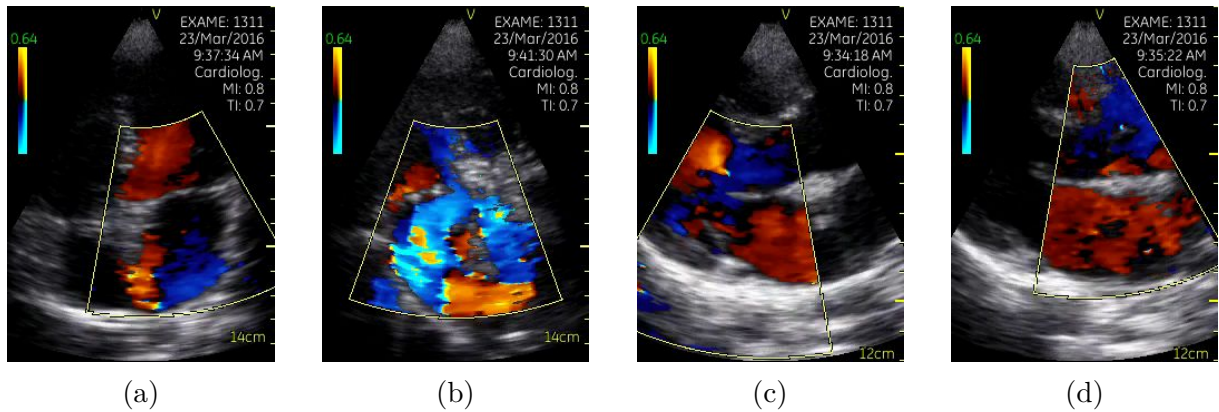 V
EXAME: 1311
23/Mar/2016
9:37:34 AM
Cardiolog.
MI: 0.8
TI: 0.7
0.64
14cm
(a)
V
EXAME: 1311
23/Mar/2016
9:41:30 AM
Cardiolog.
MI: 0.8
TI: 0.7
0.64
14cm
(b)
V
EXAME: 1311
23/Mar/2016
9:34:18 AM
Cardiolog.
MI: 0.8
TI: 0.7
0.64
12cm
(c)
V
EXAME: 1311
23/Mar/2016
9:35:22 AM
Cardiolog.
MI: 0.8
TI: 0.7
0.64
12cm
(d)